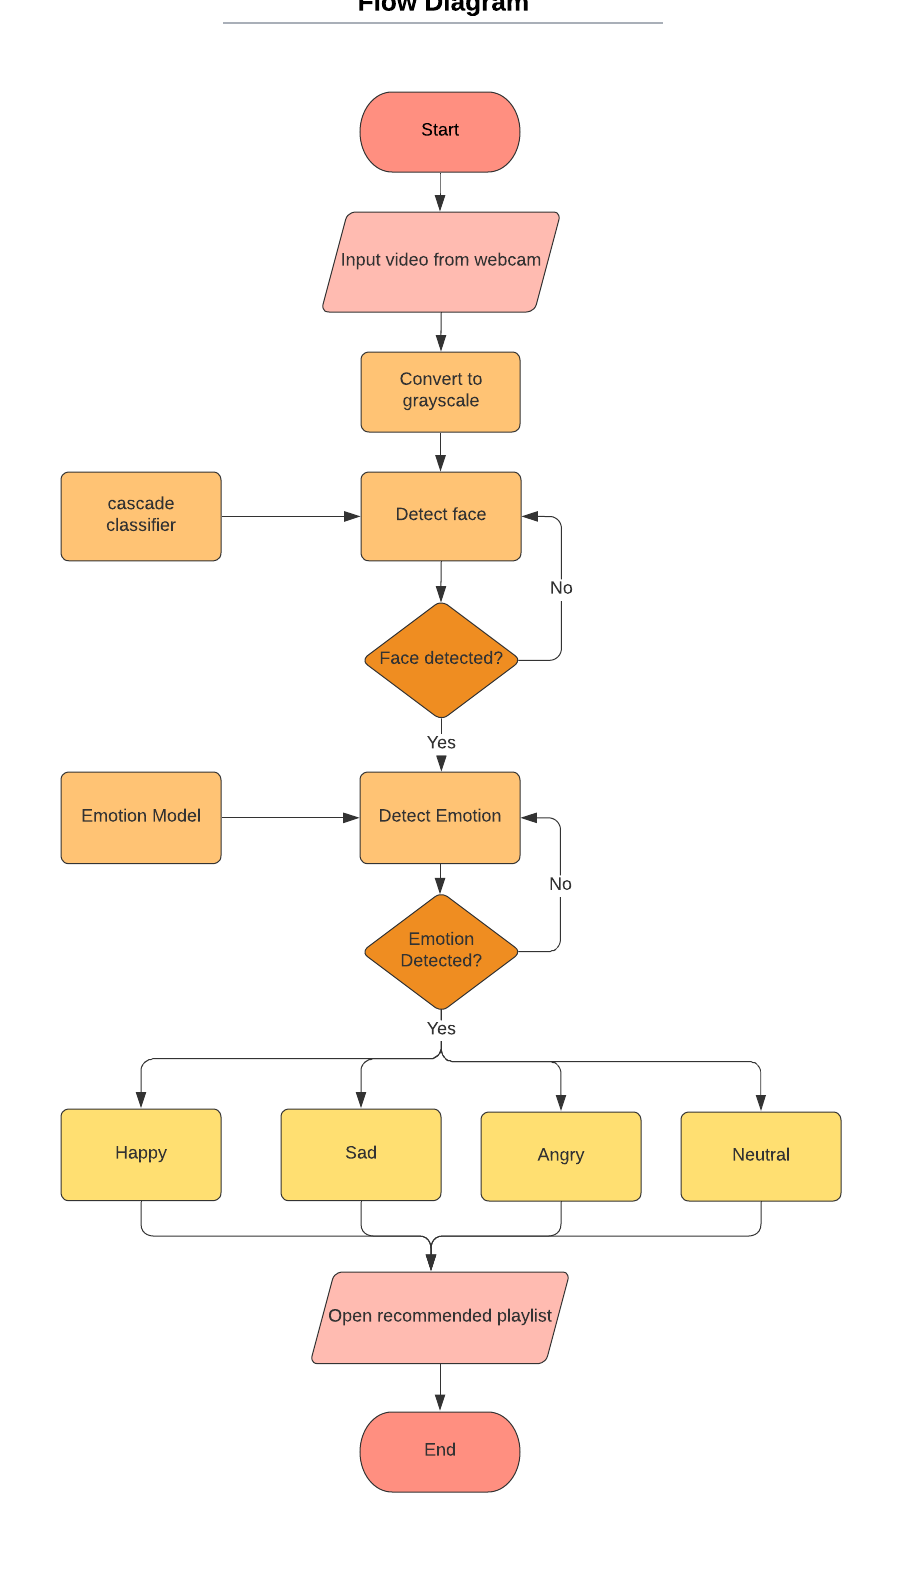 Flow Diagram
Start
Input video from webcam
Convert to
grayscale
cascade
classifier
Detect face
No
Face detected?
Yes
Emotion Model
Detect Emotion
No
Emotion
Detected?
Yes
Happy
Sad
Angry
Neutral
Open recommended playlist
End